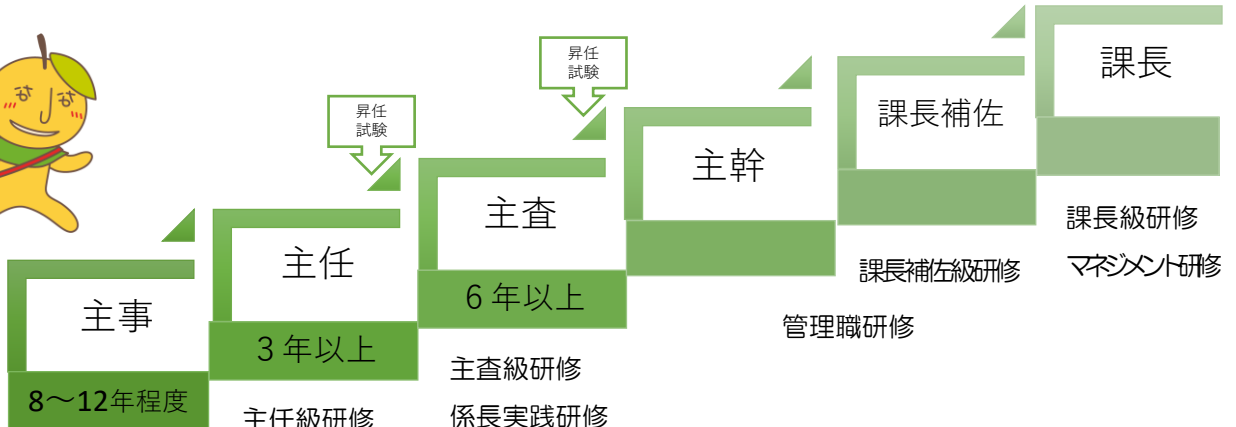 課長
昇任
試験
課長補佐
昇任
試験
主幹
主査
課長級研修
主任
マネジメント研修
課長補佐級研修
6年以上
主事
管理職研修
3年以上
主査級研修
8～12年程度
主任級研修
係長実践研修